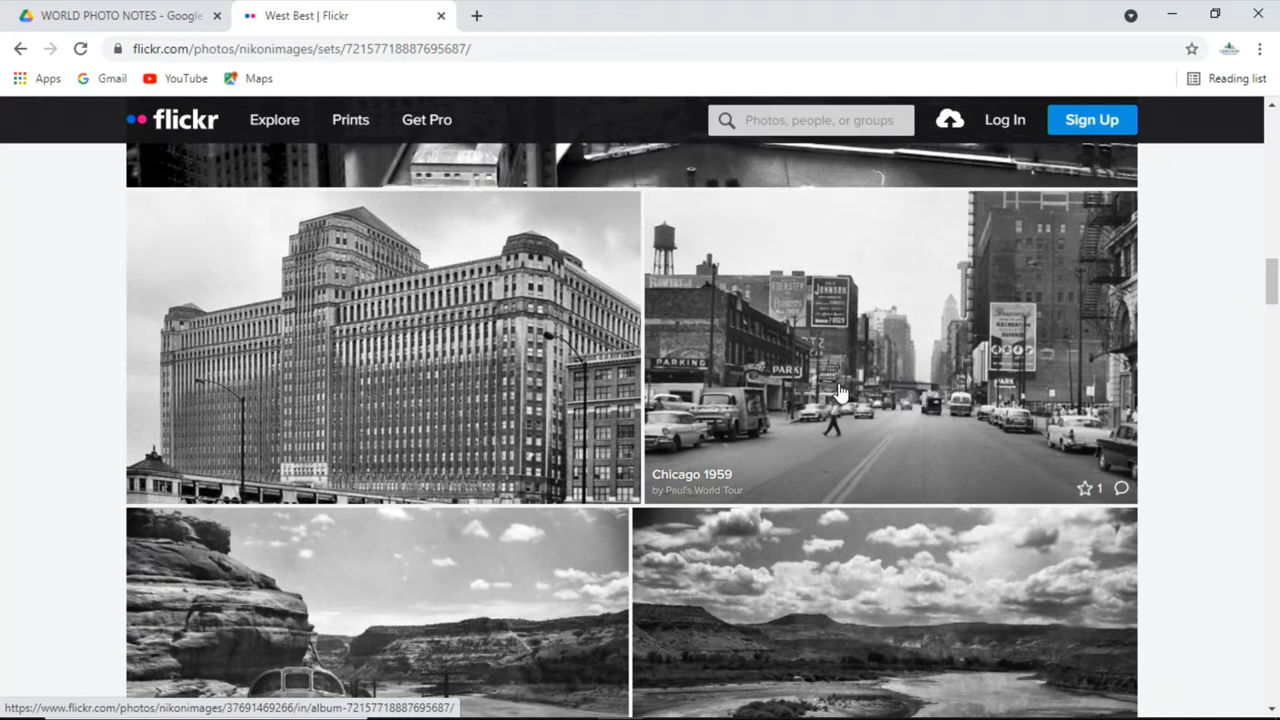 WORLD PHOTO NOTES - Google
West Best | Flickr
flickr.com/photos/nikonimages/sets/72157718887695687/
Apps
Gmail
YouTube
Maps
Reading list
flickr
Explore
Prints
Get Pro
Photos, people, or groups
Log In
Sign Up
JOHNSON
PARKING
PARK
PARK
Chicago 1959
by Paul's World Tour
1
https://www.flickr.com/photos/nikonimages/37691469266/in/album-72157718887695687/